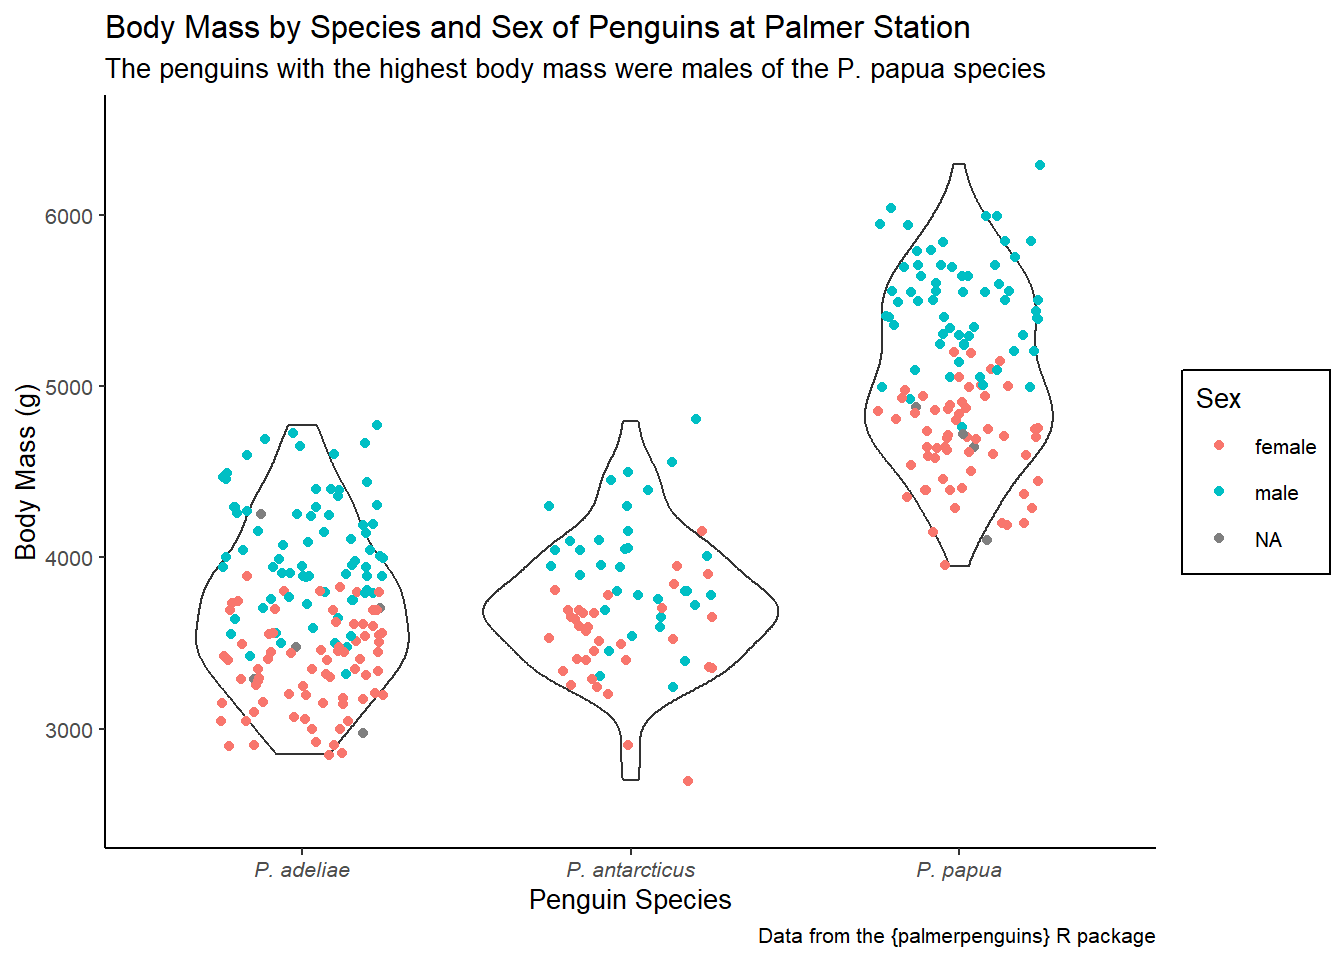 Body Mass by Species and Sex of Penguins at Palmer Station
The penguins with the highest body mass were males of the P. papua species
Body Mass (g)
6000
5000
4000
3000
P. adeliae
P. antarcticus
P. papua
Penguin Species
Sex
female
male
NA
Data from the {palmerpenguins} R package